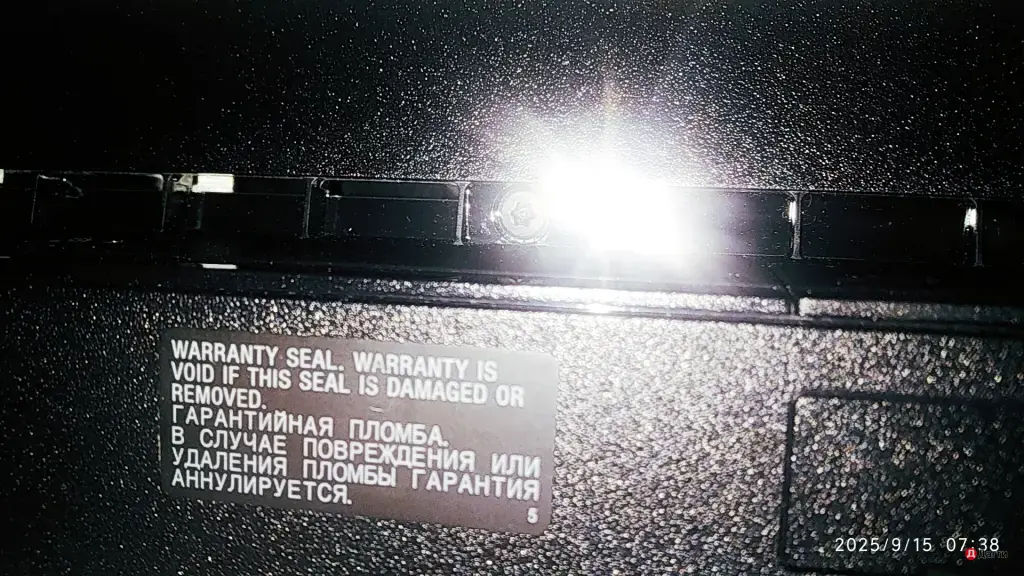 WARRANTY SEAL. WARRANTY IS
VOID IF THIS SEAL IS DAMAGED OR
REMOVED.
ГАРАНТИЙНАЯ ПЛОМБА.
В СЛУЧАЕ ПОВРЕЖДЕНИЯ ИЛИ
УДАЛЕНИЯ ПЛОМБЫ ГАРАНТИЯ
АННУЛИРУЕТСЯ.
5
2025/9/15 07:38